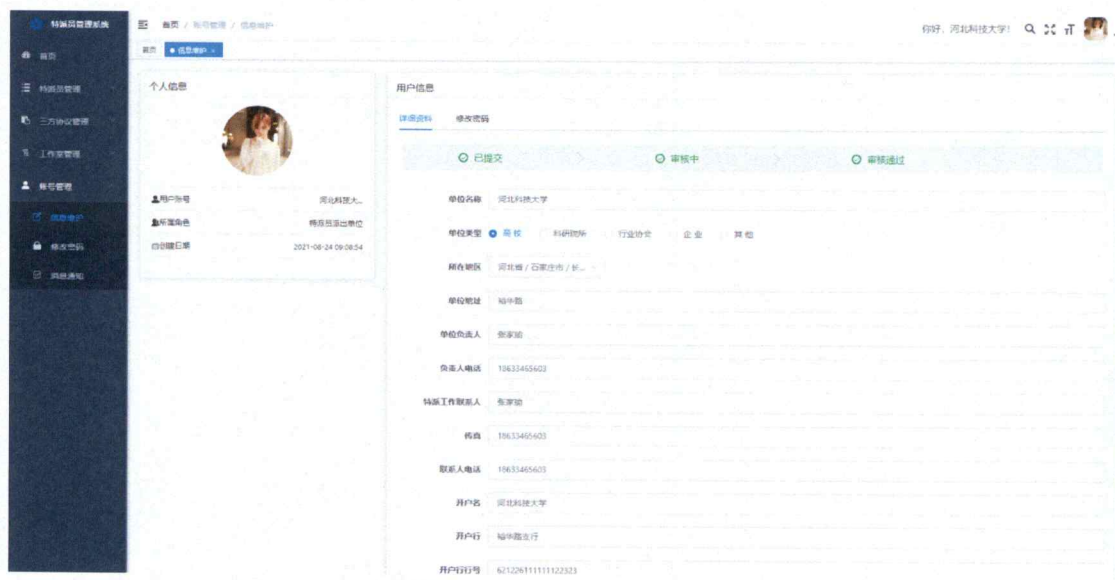 特派员管理系统
首页 / 账号管理 / 信息维护
你好，河北科技大学!
首页
信息维护 ×
首页
特派员管理
三方协议管理
工作室管理
账号管理
信息维护
修改密码
消息通知
个人信息
用户账号 河北科技大...
所属角色 特派员派出单位
创建日期 2021-08-24 09:08:54
用户信息
详细资料 修改密码
已提交 审核中 审核通过
单位名称 河北科技大学
单位类型 高校 科研院所 行业协会 企业 其他
所在地区 河北省 / 石家庄市 / 长...
单位地址 裕华路
单位负责人
负责人电话 18633465603
特派工作联系人
传真 18633465603
联系人电话 18633465603
开户名 河北科技大学
开户行 裕华路支行
开户行行号 621226111111122323